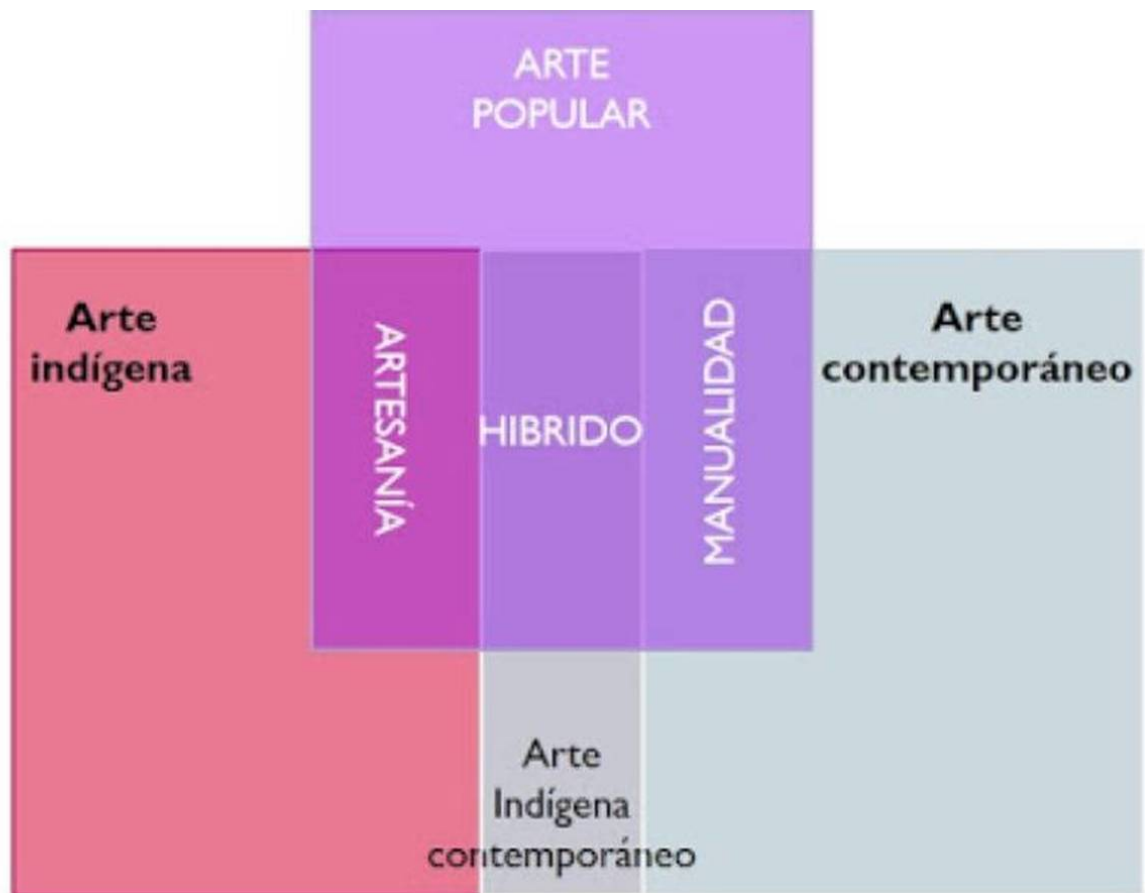 ARTE
POPULAR
Arte
indígena
ARTESANÍA
HIBRIDO
MANUALIDAD
Arte
contemporáneo
Arte
Indígena
contemporáneo